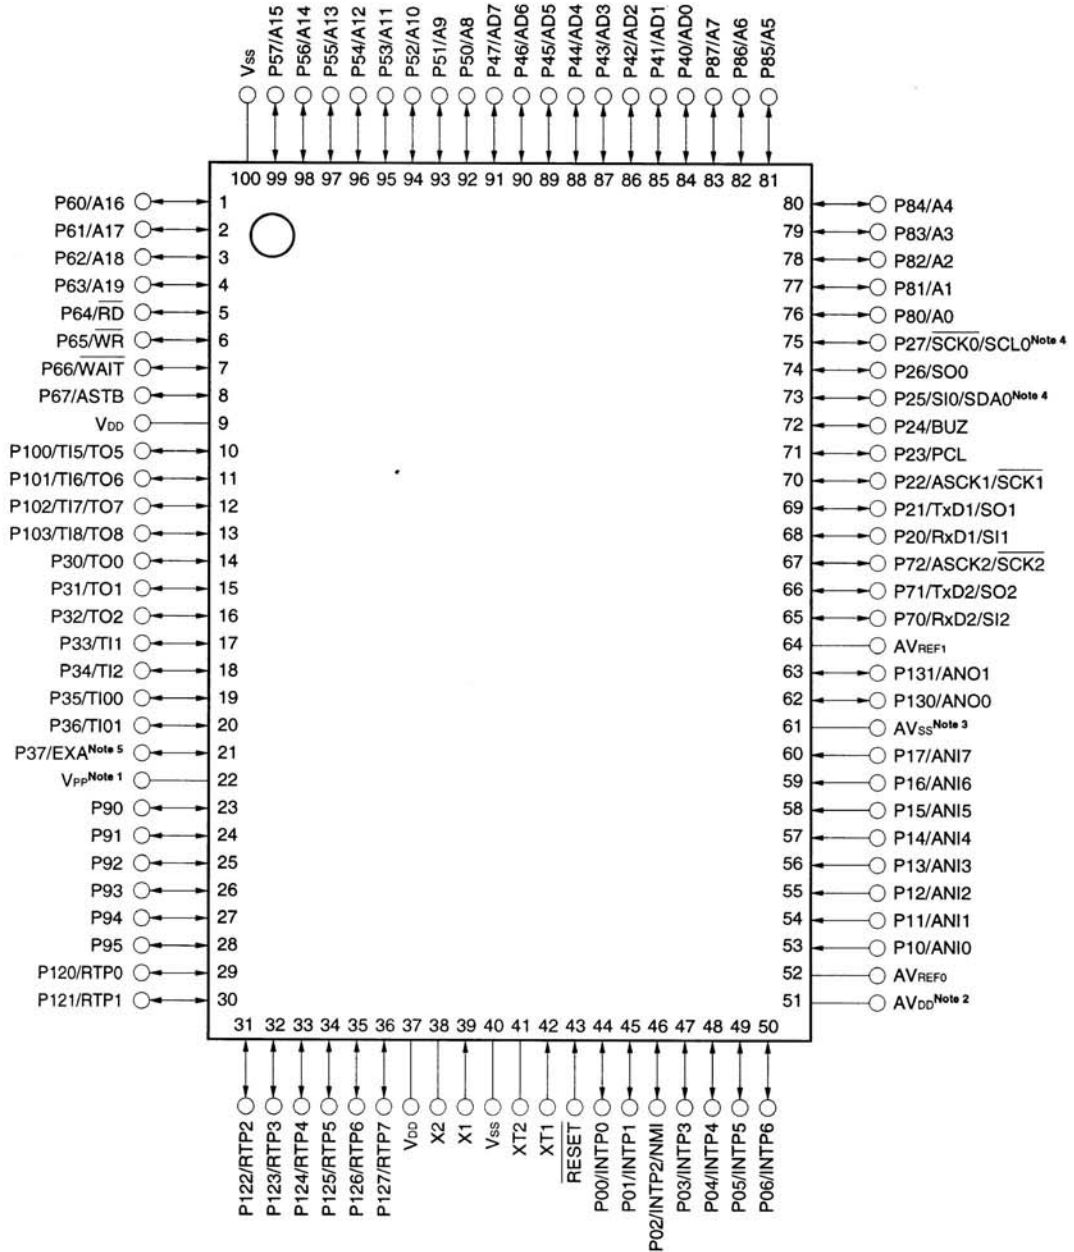 Vss
P57/A15
P56/A14
P55/A13
P54/A12
P53/A11
P52/A10
P51/A9
P50/A8
P47/AD7
P46/AD6
P45/AD5
P44/AD4
P43/AD3
P42/AD2
P41/AD1
P40/AD0
P87/A7
P86/A6
P85/A5
100 99 98 97 96 95 94 93 92 91 90 89 88 87 86 85 84 83 82 81
P60/A16 1
P61/A17 2
P62/A18 3
P63/A19 4
P64/RD 5
P65/WR 6
P66/WAIT 7
P67/ASTB 8
VDD 9
P100/TI5/TO5 10
P101/TI6/TO6 11
P102/TI7/TO7 12
P103/TI8/TO8 13
P30/TO0 14
P31/TO1 15
P32/TO2 16
P33/TI1 17
P34/TI2 18
P35/TI00 19
P36/TI01 20
P37/EXA Note 5 21
VPP Note 1 22
P90 23
P91 24
P92 25
P93 26
P94 27
P95 28
P120/RTP0 29
P121/RTP1 30
80 P84/A4
79 P83/A3
78 P82/A2
77 P81/A1
76 P80/A0
75 P27/SCK0/SCL0 Note 4
74 P26/SO0
73 P25/SI0/SDA0 Note 4
72 P24/BUZ
71 P23/PCL
70 P22/ASCK1/SCK1
69 P21/TxD1/SO1
68 P20/RxD1/SI1
67 P72/ASCK2/SCK2
66 P71/TxD2/SO2
65 P70/RxD2/SI2
64 AVREF1
63 P131/ANO1
62 P130/ANO0
61 AVss Note 3
60 P17/ANI7
59 P16/ANI6
58 P15/ANI5
57 P14/ANI4
56 P13/ANI3
55 P12/ANI2
54 P11/ANI1
53 P10/ANI0
52 AVREF0
51 AVDD Note 2
31 32 33 34 35 36 37 38 39 40 41 42 43 44 45 46 47 48 49 50
P122/RTP2
P123/RTP3
P124/RTP4
P125/RTP5
P126/RTP6
P127/RTP7
VDD
X2
X1
Vss
XT2
XT1
RESET
P00/INTP0
P01/INTP1
P02/INTP2/NMI
P03/INTP3
P04/INTP4
P05/INTP5
P06/INTP6